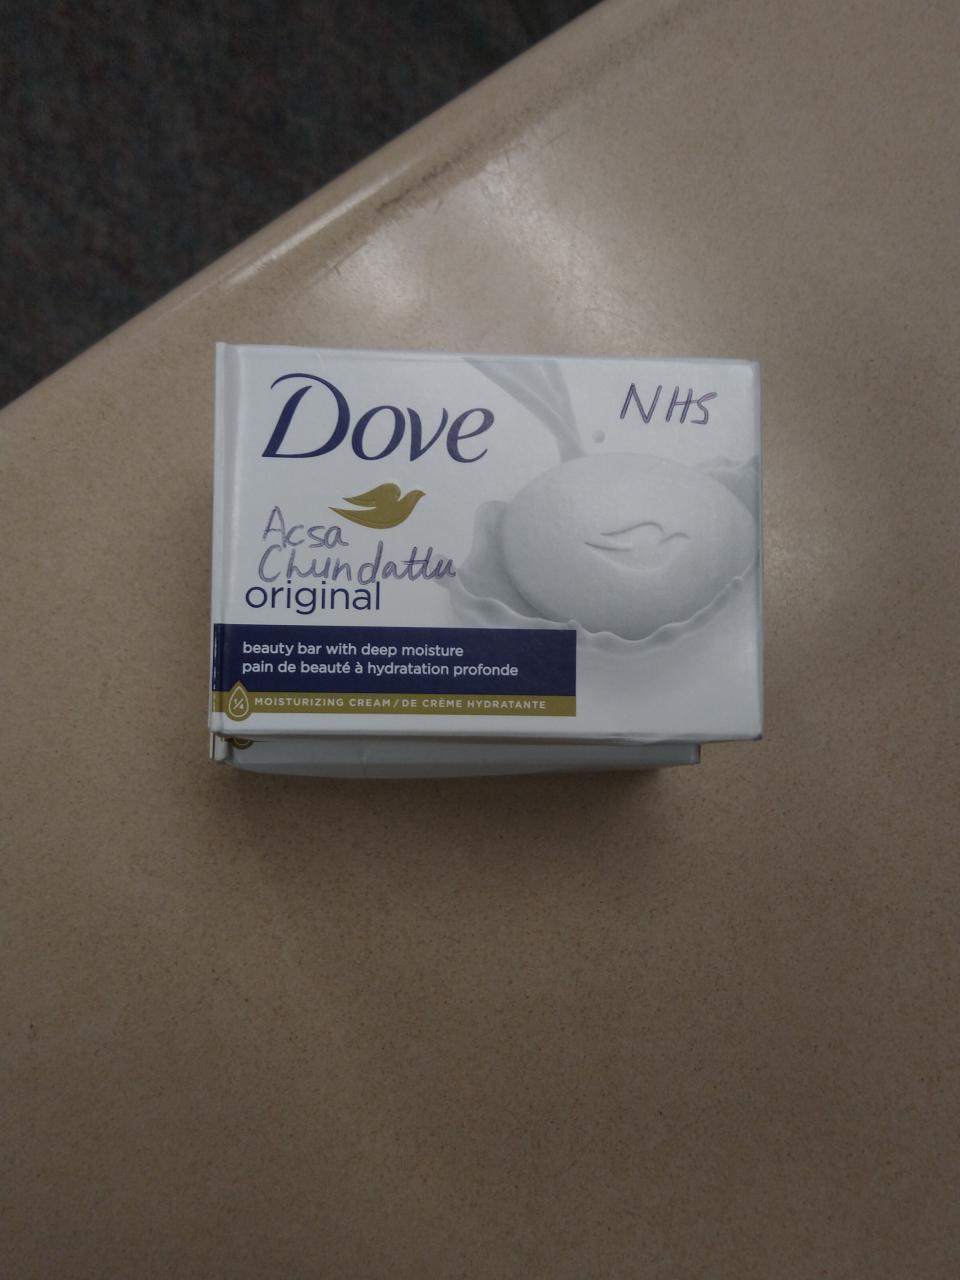 Dove
NHS
Acsa
Chundattu
original
beauty bar with deep moisture
pain de beauté à hydratation profonde
1/4 MOISTURIZING CREAM / DE CRÈME HYDRATANTE